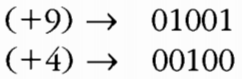 (+9) → 01001
(+4) → 00100